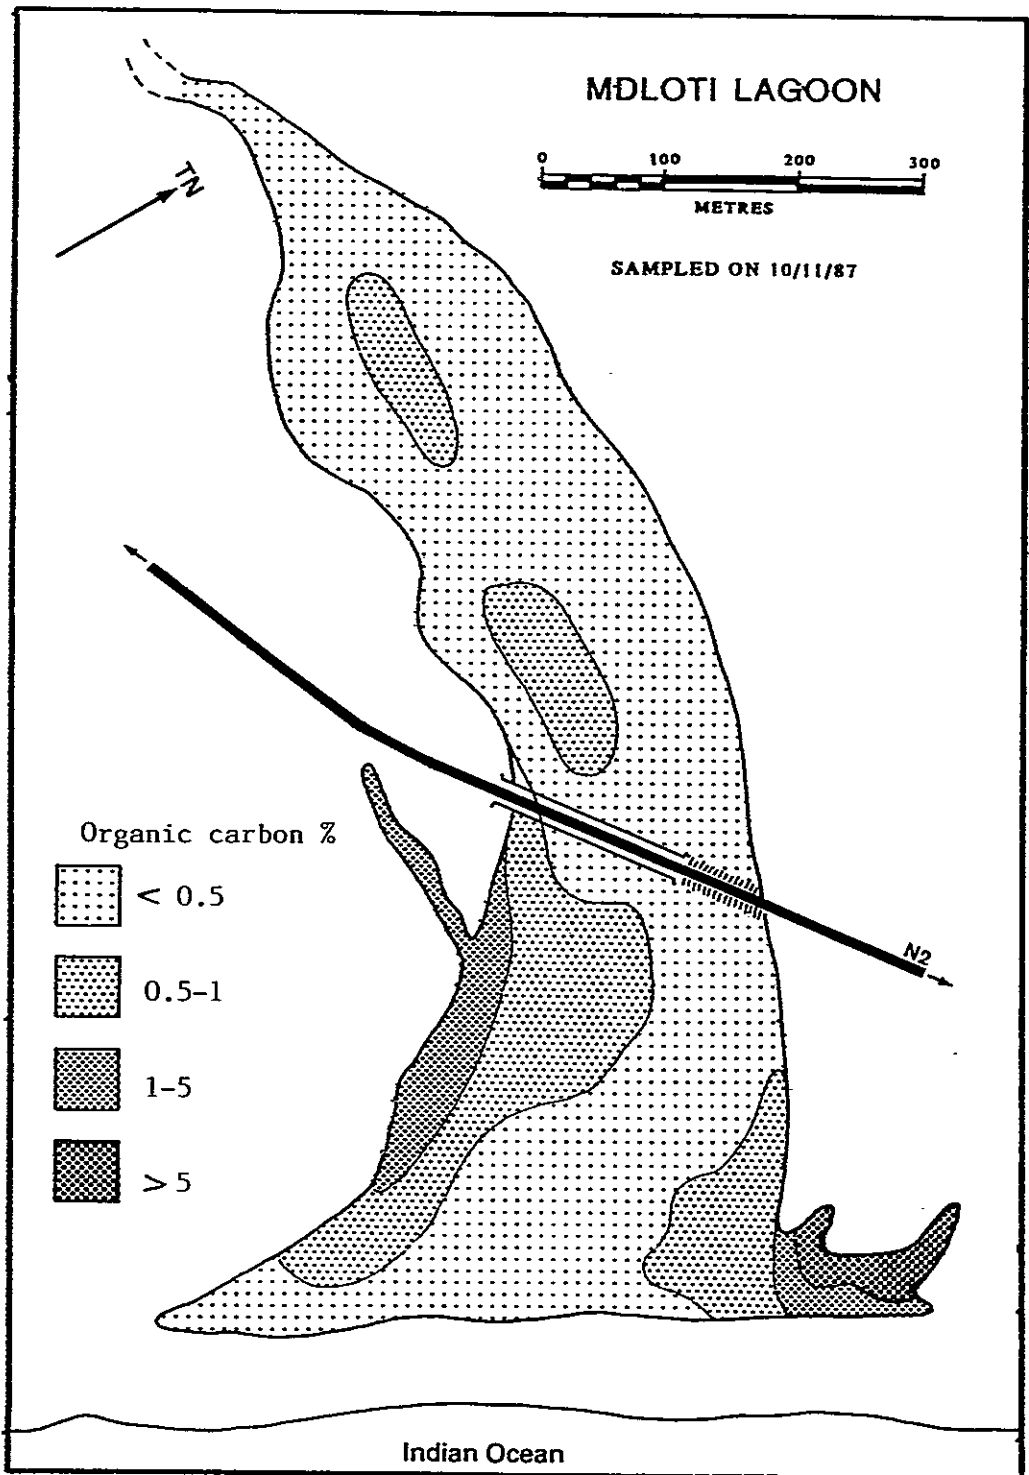 MDLOTI LAGOON
0 100 200 300
METRES
TN
SAMPLED ON 10/11/87
N2
Organic carbon %
< 0.5
0.5-1
1-5
> 5
Indian Ocean